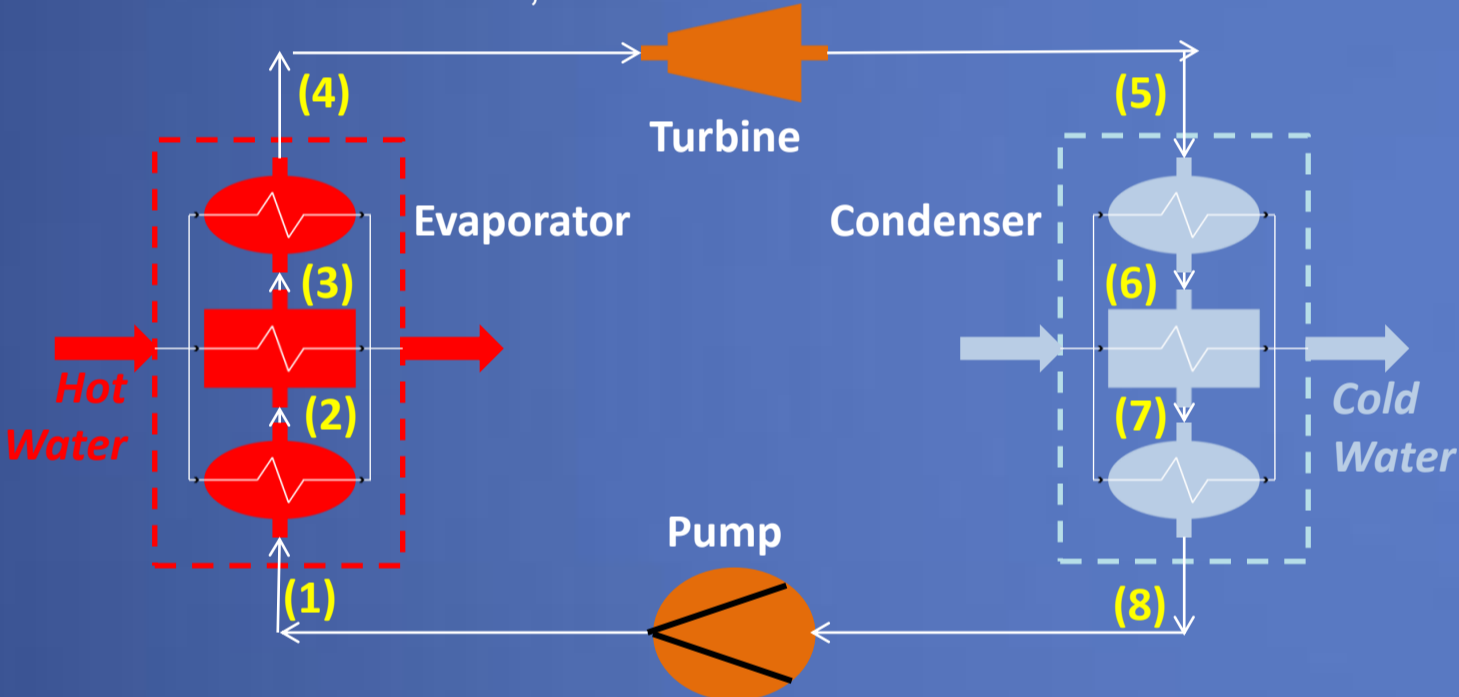 (4)
(5)
Turbine
Evaporator
Condenser
(3)
(6)
Hot
Water
(2)
(7)
Cold
Water
Pump
(1)
(8)